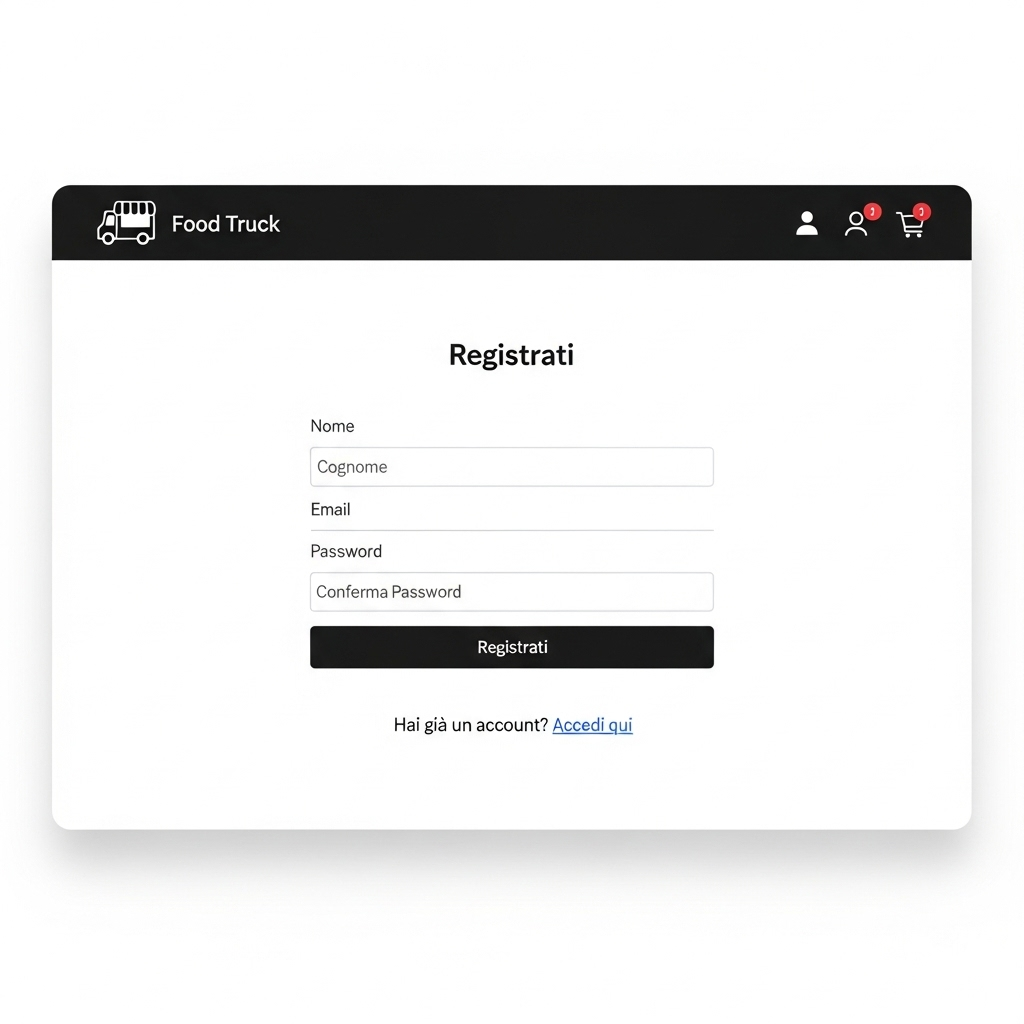 Food Truck
Registrati
Nome
Cognome
Email
Password
Conferma Password
Registrati
Hai già un account? Accedi qui